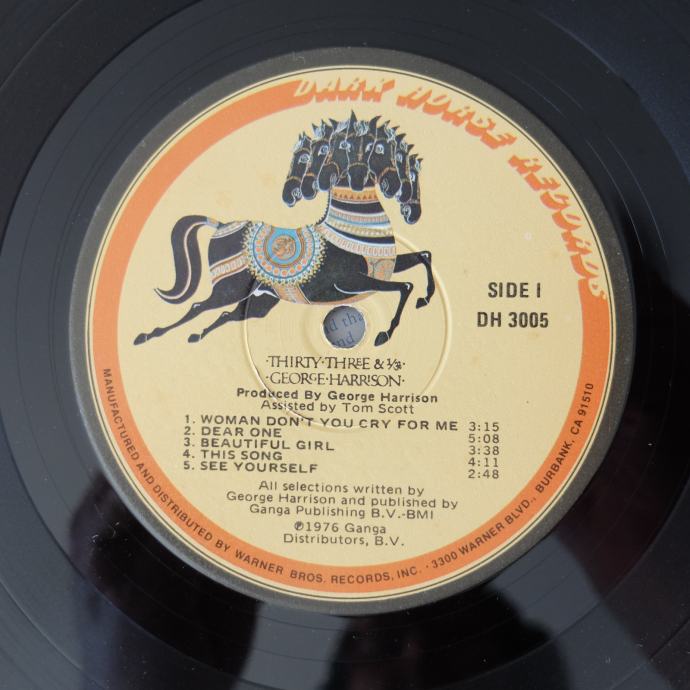 DARK HORSE RECORDS
SIDE I
DH 3005
·THIRTY·THREE & 1/3·
·GEORGE·HARRISON·
Produced By George Harrison
Assisted by Tom Scott
1. WOMAN DON'T YOU CRY FOR ME 3:15
2. DEAR ONE 5:08
3. BEAUTIFUL GIRL 3:38
4. THIS SONG 4:11
5. SEE YOURSELF 2:48
All selections written by
George Harrison and published by
Ganga Publishing B.V.-BMI
℗1976 Ganga
Distributors, B.V.
MANUFACTURED AND DISTRIBUTED BY WARNER BROS. RECORDS, INC. · 3300 WARNER BLVD., BURBANK, CA 91510